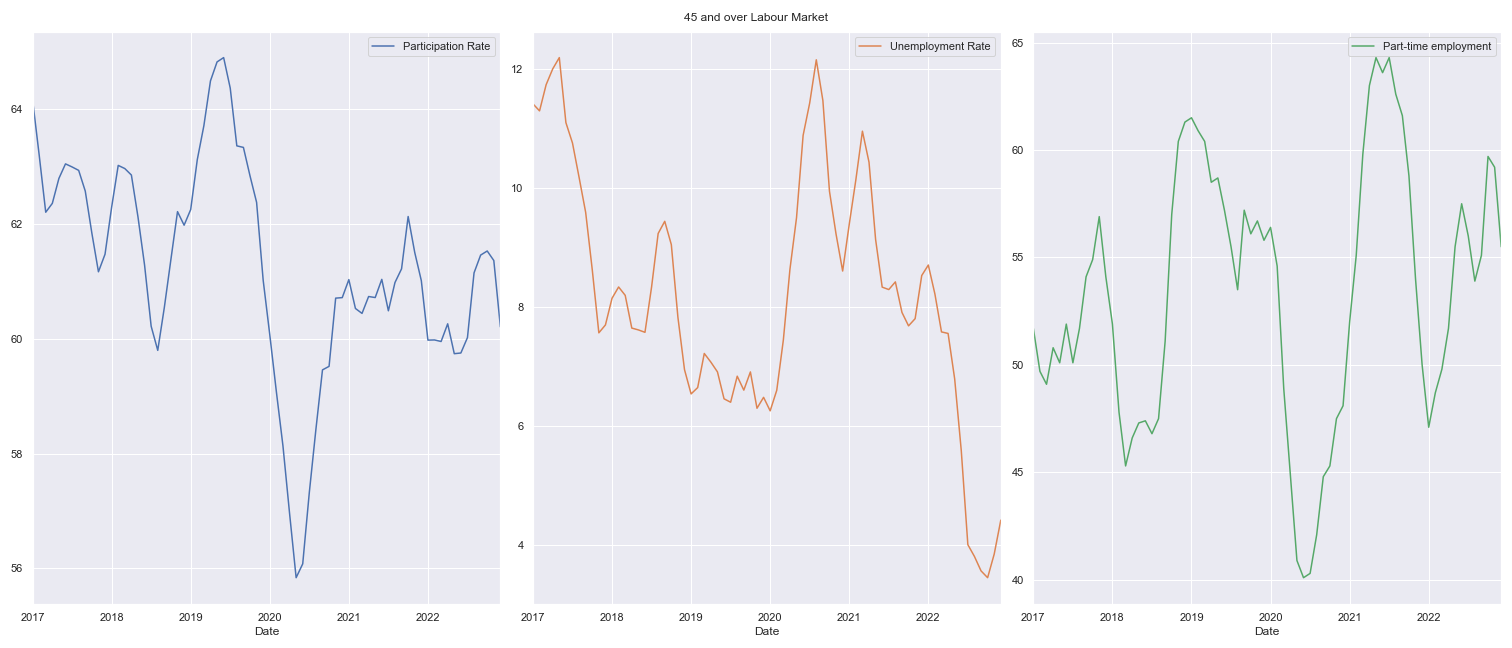 45 and over Labour Market
Participation Rate
64
62
60
58
56
2017 2018 2019 2020 2021 2022
Date
Unemployment Rate
12
10
8
6
4
2017 2018 2019 2020 2021 2022
Date
Part-time employment
65
60
55
50
45
40
2017 2018 2019 2020 2021 2022
Date